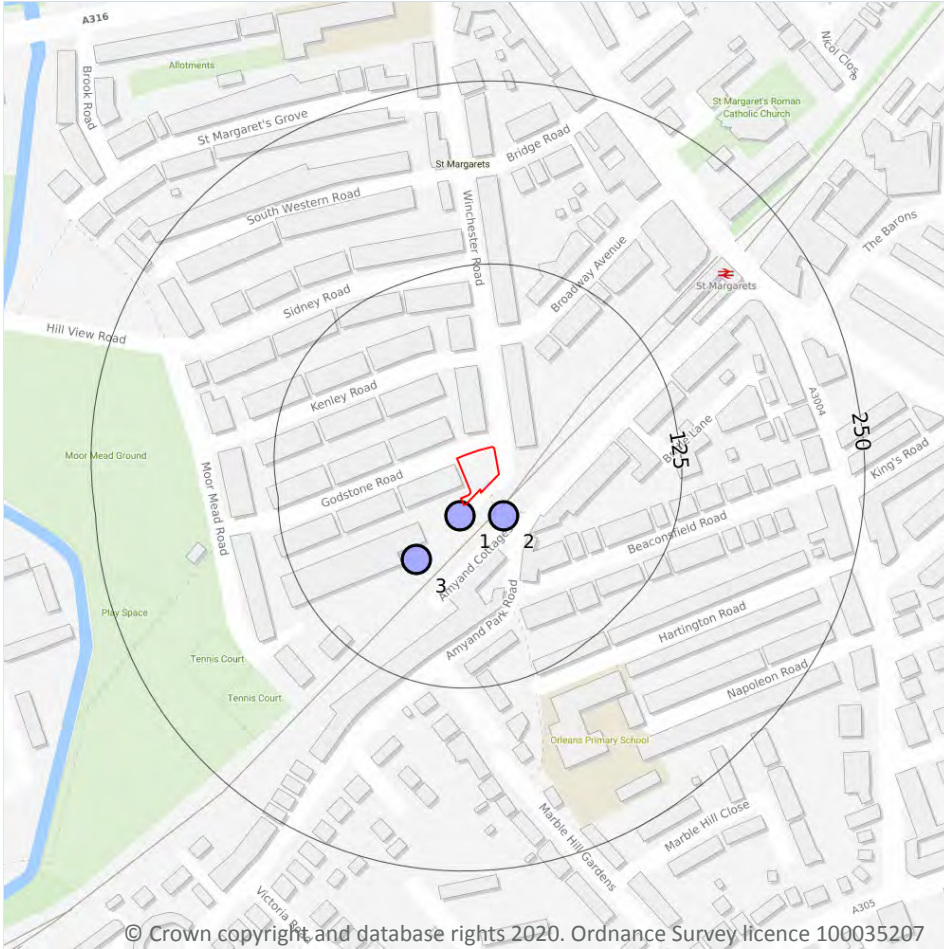 A316
Nicol Close
Allotments
Brook Road
St Margaret's Roman
Catholic Church
St Margaret's Grove
Bridge Road
St Margarets
South Western Road
Winchester Road
The Barons
Broadway Avenue
St Margarets
Sidney Road
Hill View Road
Kenley Road
A3004
250
125
King's Road
Moor Mead Ground
Godstone Road
Moor Mead Road
Beaconsfield Road
1
2
Amyand Cottages
3
Play Space
Amyand Park Road
Hartington Road
Tennis Court
Napoleon Road
Tennis Court
Orleans Primary School
Marble Hill Close
Marble Hill Gardens
A305
© Crown copyright and database rights 2020. Ordnance Survey licence 100035207